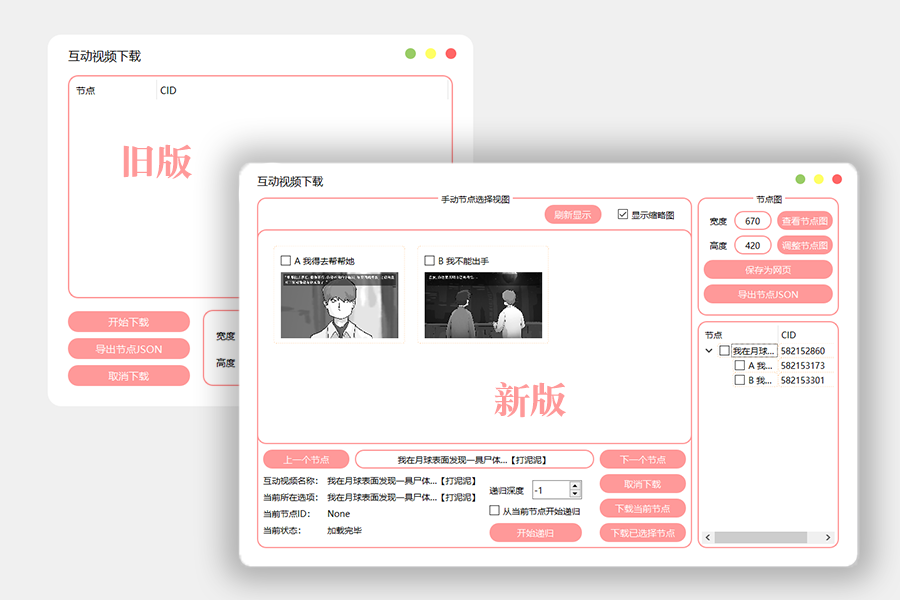 互动视频下载
节点 CID
旧版
开始下载
导出节点JSON
取消下载
宽度
高度
互动视频下载
手动节点选择视图
刷新显示 显示缩略图
A 我得去帮帮她
B 我不能出手
新版
上一个节点
我在月球表面发现一具尸体...【打泥泥】
下一个节点
互动视频名称: 我在月球表面发现一具尸体...【打泥泥】
当前所在选项: 我在月球表面发现一具尸体...【打泥泥】
当前节点ID: None
当前状态: 加载完毕
递归深度 -1
从当前节点开始递归
开始递归
取消下载
下载当前节点
下载已选择节点
节点图
宽度 670 查看节点图
高度 420 调整节点图
保存为网页
导出节点JSON
节点 CID
我在月球... 582152860
A 我... 582153173
B 我... 582153301